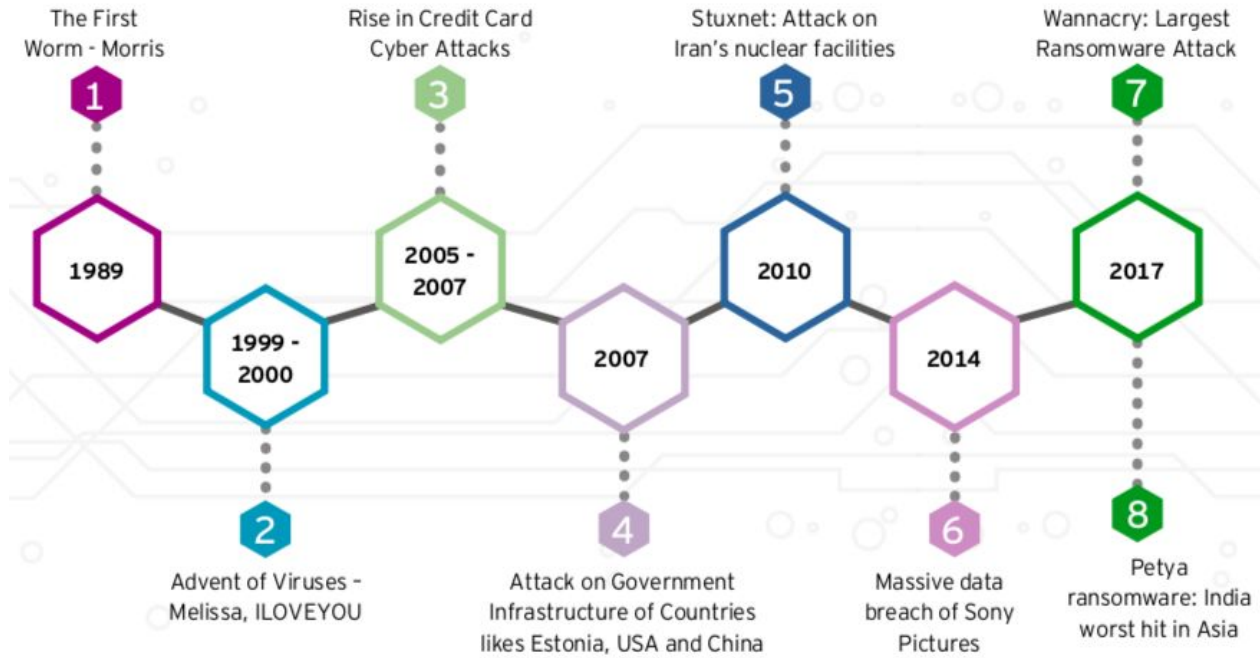 The First
Worm - Morris
1
1989
1999 -
2000
2
Advent of Viruses –
Melissa, ILOVEYOU
Rise in Credit Card
Cyber Attacks
3
2005 -
2007
2007
4
Attack on Government
Infrastructure of Countries
likes Estonia, USA and China
Stuxnet: Attack on
Iran's nuclear facilities
5
2010
2014
6
Massive data
breach of Sony
Pictures
Wannacry: Largest
Ransomware Attack
7
2017
8
Petya
ransomware: India
worst hit in Asia